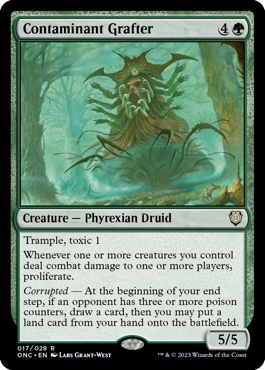 Contaminant Grafter 4
Creature — Phyrexian Druid
Trample, toxic 1
Whenever one or more creatures you control
deal combat damage to one or more players,
proliferate.
Corrupted — At the beginning of your end
step, if an opponent has three or more poison
counters, draw a card, then you may put a
land card from your hand onto the battlefield.
5/5
017/028 R
ONC • EN Lars Grant-West ™ & © 2023 Wizards of the Coast